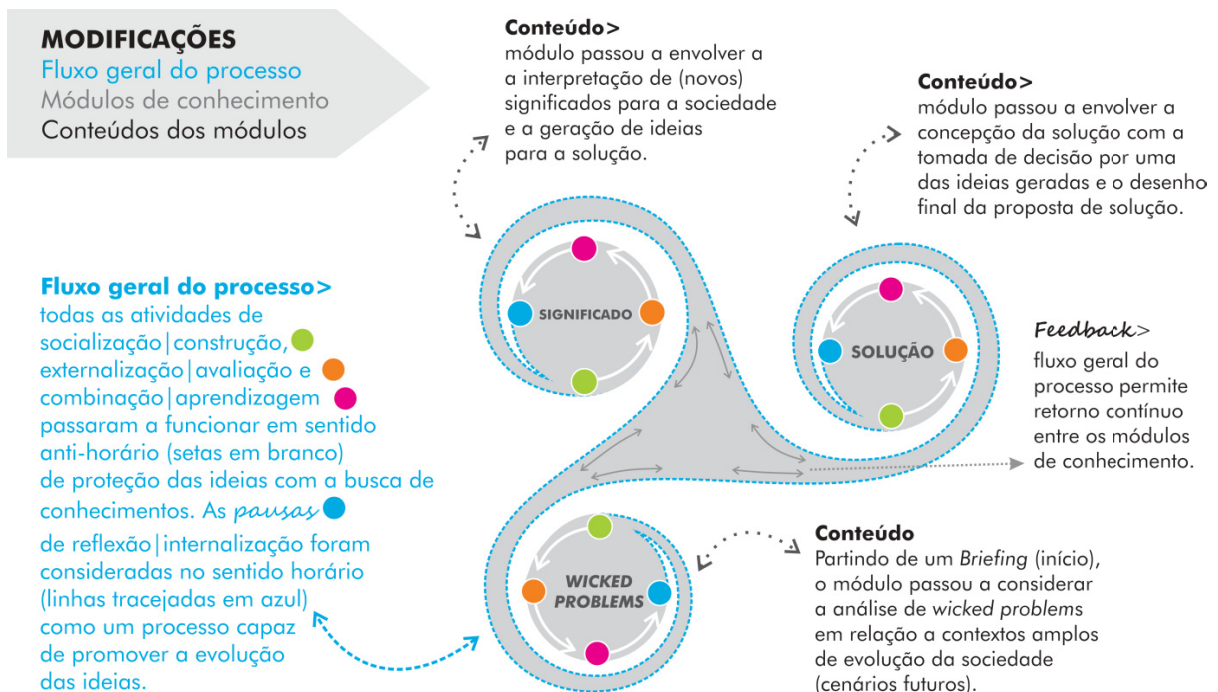 MODIFICAÇÕES
Fluxo geral do processo
Módulos de conhecimento
Conteúdos dos módulos
Conteúdo>
módulo passou a envolver a
a interpretação de (novos)
significados para a sociedade
e a geração de ideias
para a solução.
Conteúdo>
módulo passou a envolver a
concepção da solução com a
tomada de decisão por uma
das ideias geradas e o desenho
final da proposta de solução.
Fluxo geral do processo>
todas as atividades de
socialização|construção,
externalização|avaliação e
combinação|aprendizagem
passaram a funcionar em sentido
anti-horário (setas em branco)
de proteção das ideias com a busca de
conhecimentos. As pausas
de reflexão|internalização foram
consideradas no sentido horário
(linhas tracejadas em azul)
como um processo capaz
de promover a evolução
das ideias.
SIGNIFICADO
SOLUÇÃO
Feedback>
fluxo geral do
processo permite
retorno contínuo
entre os módulos
de conhecimento.
WICKED
PROBLEMS
Conteúdo
Partindo de um Briefing (início),
o módulo passou a considerar
a análise de wicked problems
em relação a contextos amplos
de evolução da sociedade
(cenários futuros).